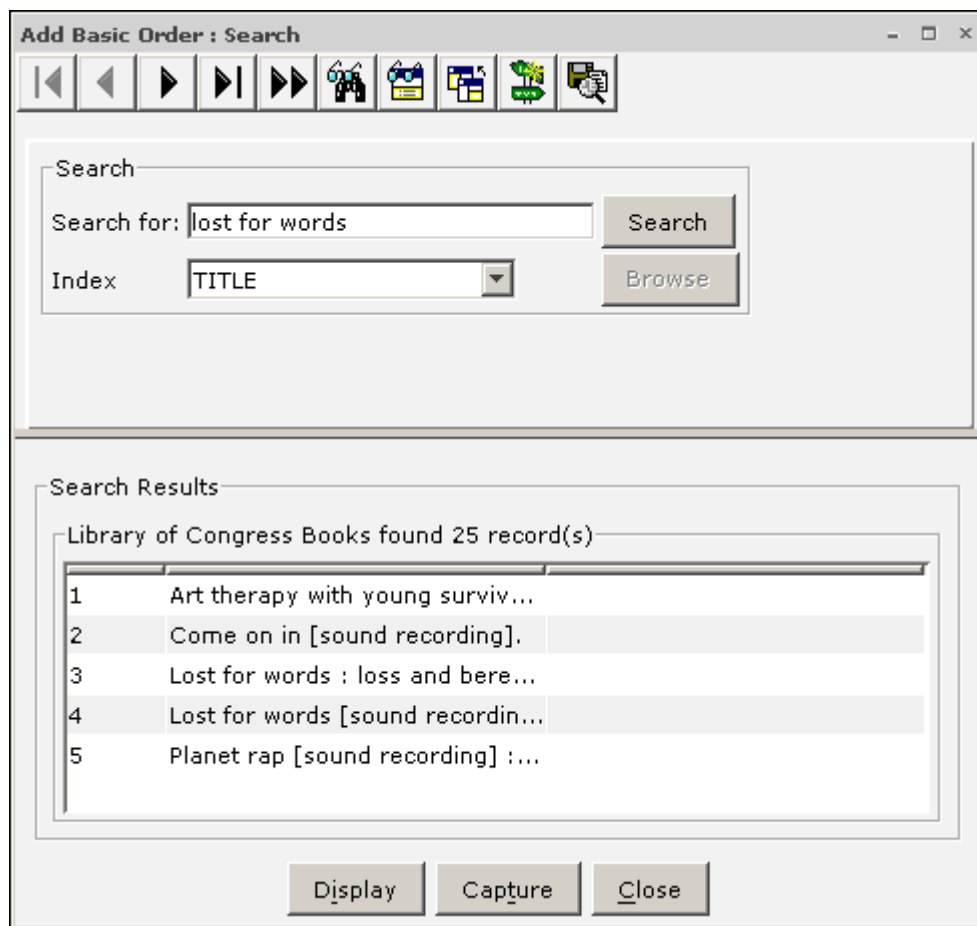 Add Basic Order : Search
Search
Search for: lost for words Search
Index TITLE Browse
Search Results
Library of Congress Books found 25 record(s)
1 Art therapy with young surviv...
2 Come on in [sound recording].
3 Lost for words : loss and bere...
4 Lost for words [sound recordin...
5 Planet rap [sound recording] :...
Display Capture Close